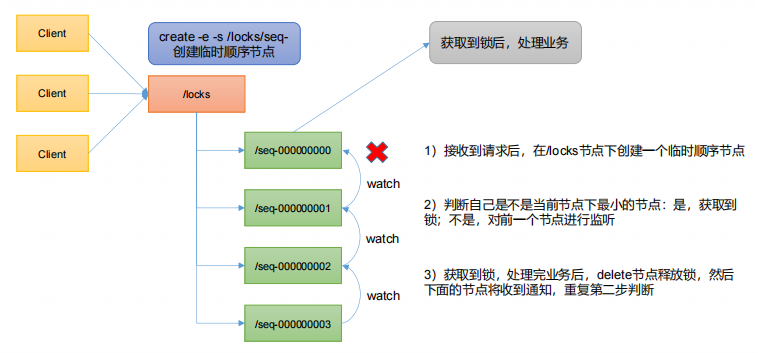 Client
Client
Client
create -e -s /locks/seq-
创建临时顺序节点
/locks
获取到锁后，处理业务
/seq-000000000
/seq-000000001
/seq-000000002
/seq-000000003
watch
watch
watch
1）接收到请求后，在/locks节点下创建一个临时顺序节点
2）判断自己是不是当前节点下最小的节点：是，获取到
锁；不是，对前一个节点进行监听
3）获取到锁，处理完业务后，delete节点释放锁，然后
下面的节点将收到通知，重复第二步判断